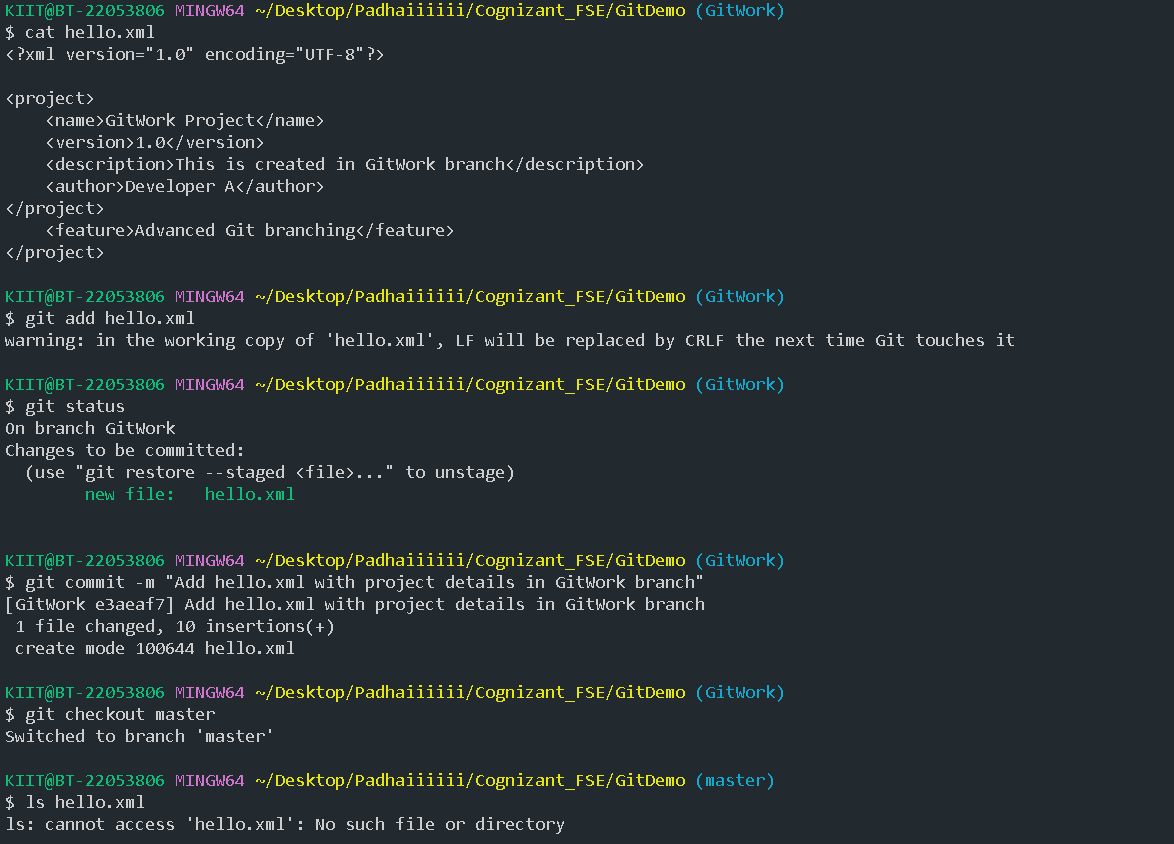 KIIT@BT-22053806 MINGW64 ~/Desktop/Padhaiiiiii/Cognizant_FSE/GitDemo (GitWork)
$ cat hello.xml
<?xml version="1.0" encoding="UTF-8"?>

<project>
    <name>GitWork Project</name>
    <version>1.0</version>
    <description>This is created in GitWork branch</description>
    <author>Developer A</author>
</project>
    <feature>Advanced Git branching</feature>
</project>

KIIT@BT-22053806 MINGW64 ~/Desktop/Padhaiiiiii/Cognizant_FSE/GitDemo (GitWork)
$ git add hello.xml
warning: in the working copy of 'hello.xml', LF will be replaced by CRLF the next time Git touches it

KIIT@BT-22053806 MINGW64 ~/Desktop/Padhaiiiiii/Cognizant_FSE/GitDemo (GitWork)
$ git status
On branch GitWork
Changes to be committed:
  (use "git restore --staged <file>..." to unstage)
        new file:   hello.xml


KIIT@BT-22053806 MINGW64 ~/Desktop/Padhaiiiiii/Cognizant_FSE/GitDemo (GitWork)
$ git commit -m "Add hello.xml with project details in GitWork branch"
[GitWork e3aeaf7] Add hello.xml with project details in GitWork branch
 1 file changed, 10 insertions(+)
 create mode 100644 hello.xml

KIIT@BT-22053806 MINGW64 ~/Desktop/Padhaiiiiii/Cognizant_FSE/GitDemo (GitWork)
$ git checkout master
Switched to branch 'master'

KIIT@BT-22053806 MINGW64 ~/Desktop/Padhaiiiiii/Cognizant_FSE/GitDemo (master)
$ ls hello.xml
ls: cannot access 'hello.xml': No such file or directory